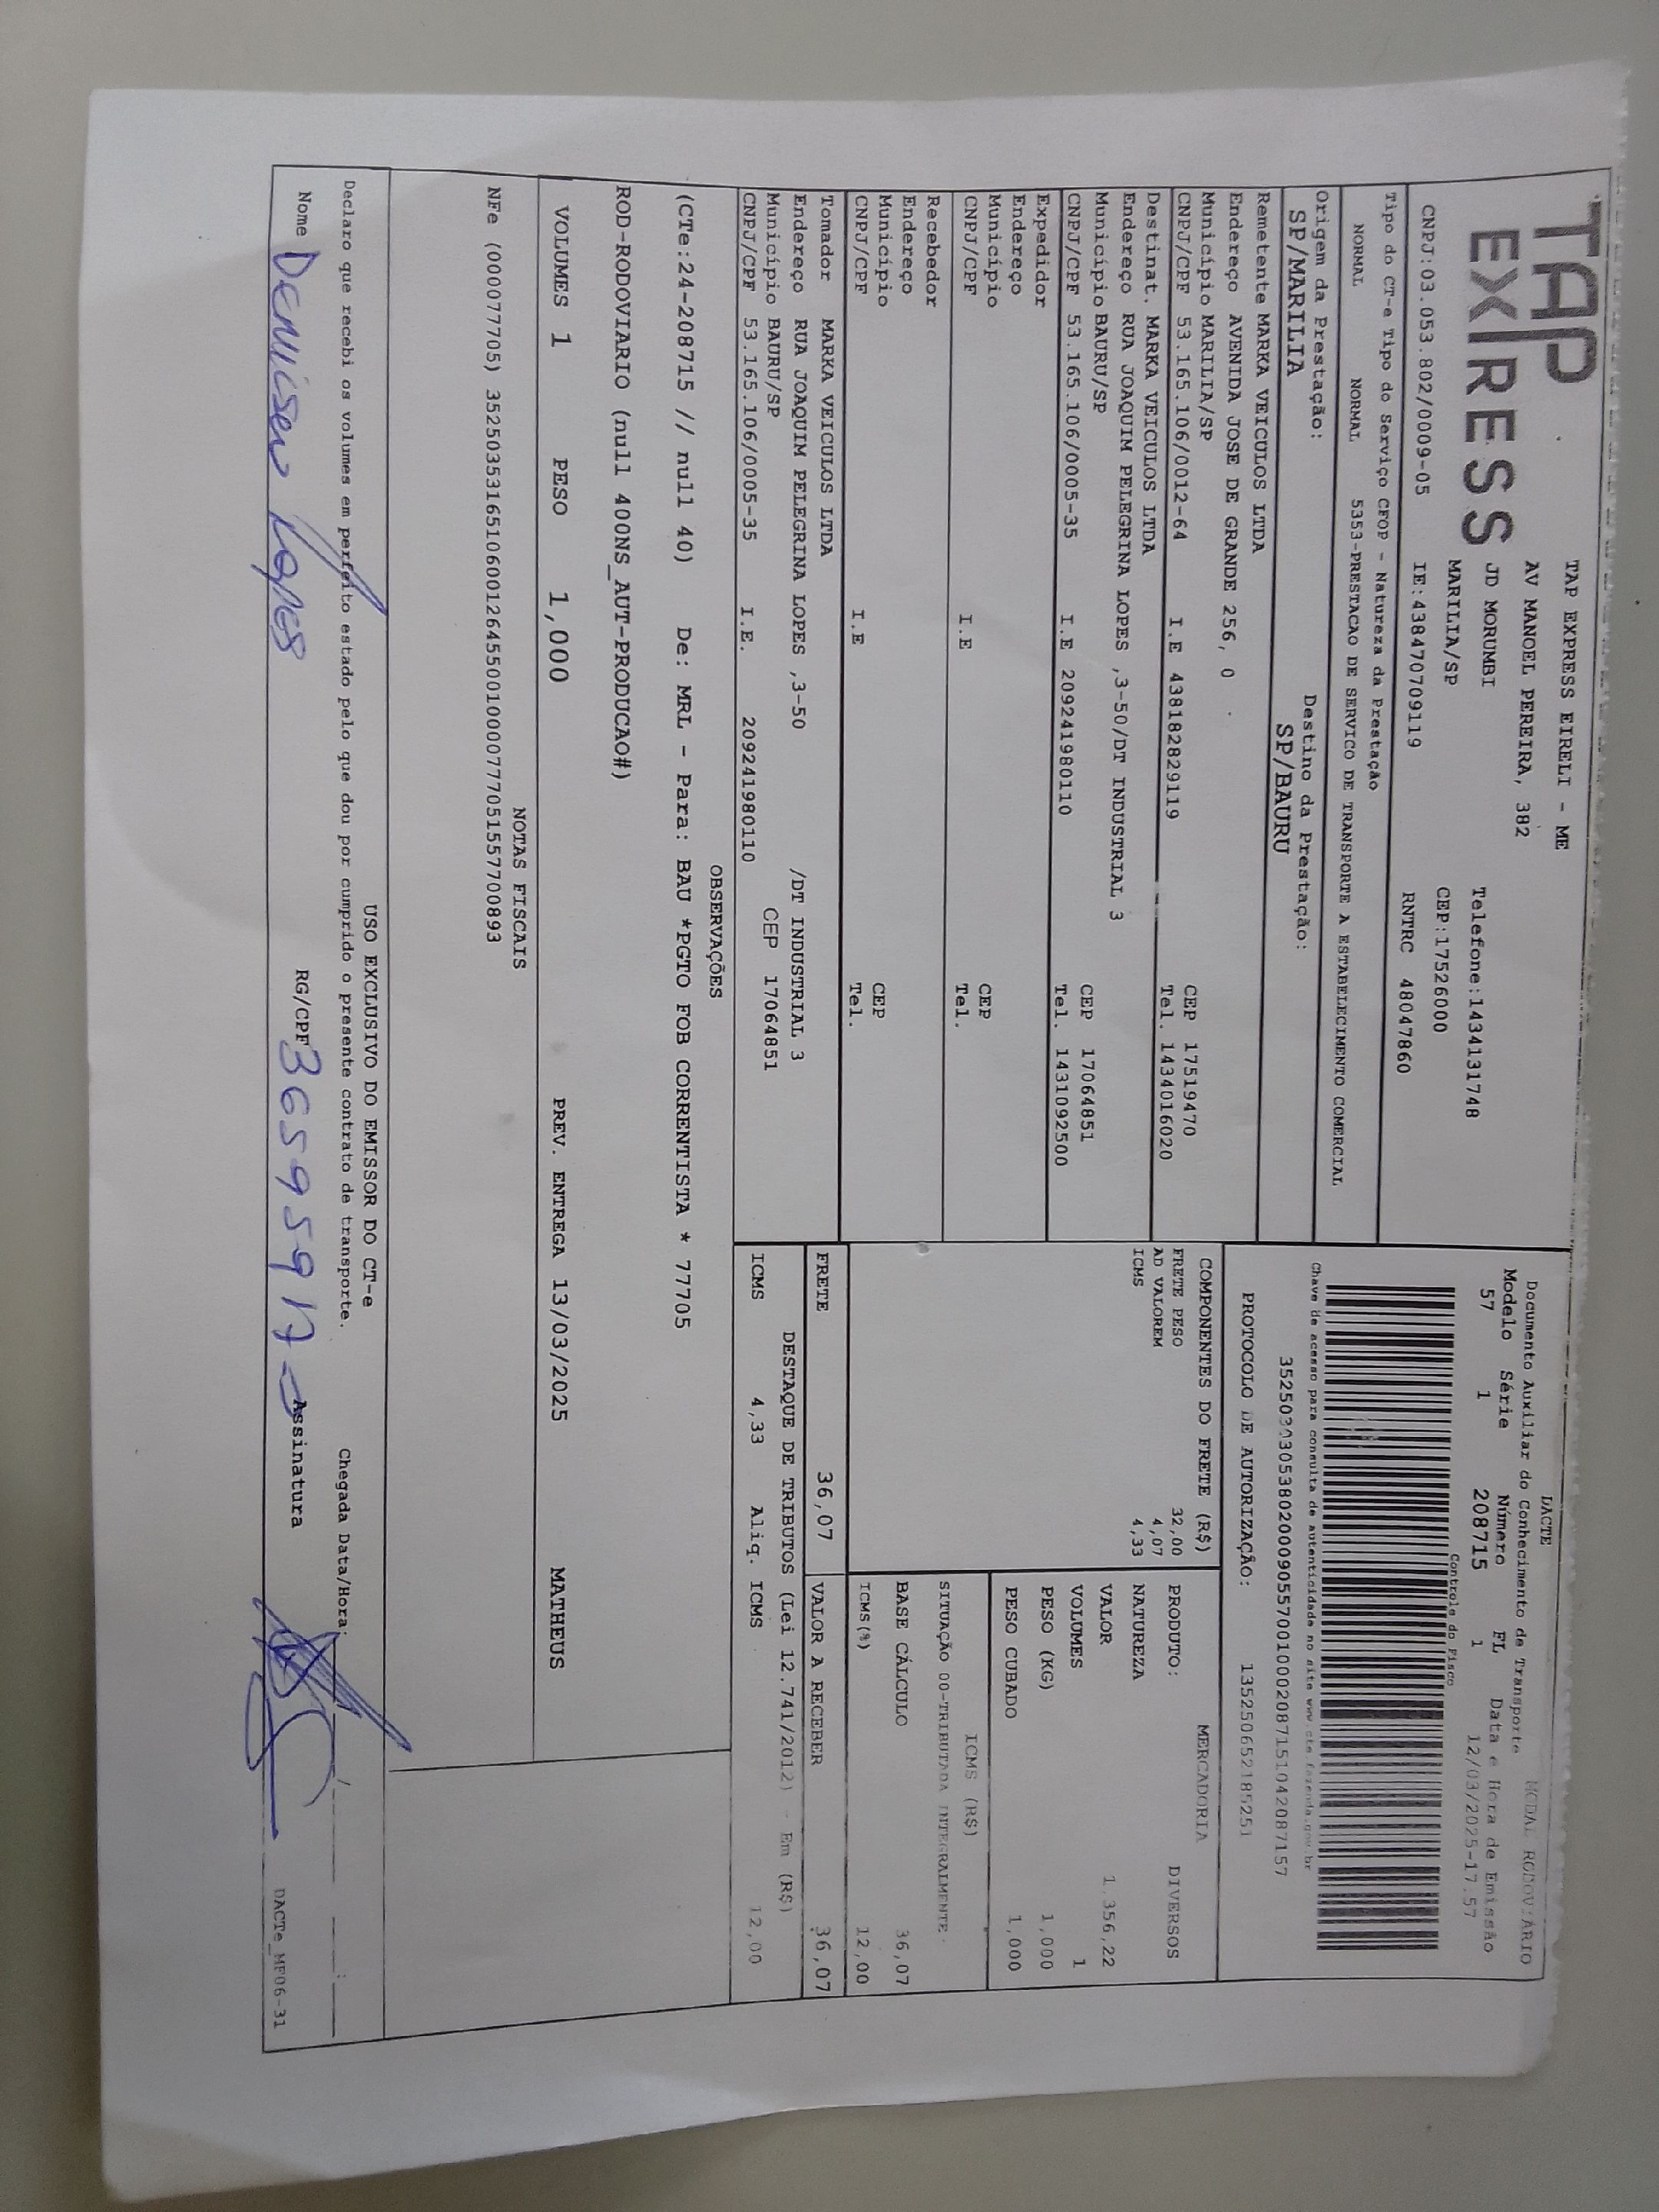 TAP
EXPRESS
TAP EXPRESS EIRELI - ME
AV MANOEL PEREIRA, 382
JD MORUMBI
Telefone:1434131748
MARILIA/SP
CEP:17526000
CNPJ:03.053.802/0009-05 IE:438470709119 RNTRC 48047860
Tipo do CT-e Tipo do Serviço CFOP - Natureza da Prestação
NORMAL NORMAL 5353-PRESTACAO DE SERVICO DE TRANSPORTE A ESTABELECIMENTO COMERCIAL
Origem da Prestação: Destino da Prestação:
SP/MARILIA SP/BAURU
Remetente MARKA VEICULOS LTDA
Endereço AVENIDA JOSE DE GRANDE 256, 0
Município MARILIA/SP CEP 17519470
CNPJ/CPF 53.165.106/0012-64 I.E 438182829119 Tel. 1434016020
Destinat. MARKA VEICULOS LTDA
Endereço RUA JOAQUIM PELEGRINA LOPES ,3-50/DT INDUSTRIAL 3
Município BAURU/SP CEP 17064851
CNPJ/CPF 53.165.106/0005-35 I.E 209241980110 Tel. 1431092500
Expedidor
Endereço
Município CEP
CNPJ/CPF I.E Tel.
Recebedor
Endereço
Município CEP
CNPJ/CPF I.E Tel.
Tomador MARKA VEICULOS LTDA
Endereço RUA JOAQUIM PELEGRINA LOPES ,3-50 /DT INDUSTRIAL 3
Município BAURU/SP CEP 17064851
CNPJ/CPF 53.165.106/0005-35 I.E. 209241980110
DACTE
MODAL RODOVIARIO
Documento Auxiliar do Conhecimento de Transporte
Modelo Série Número FL Data e Hora de Emissão
57 1 208715 1 12/03/2025-17:57
Controle do Fisco
Chave de acesso para consulta de autenticidade no site www.cte.fazenda.gov.br
35250303053802000905570010002087151042087157
PROTOCOLO DE AUTORIZAÇÃO:
COMPONENTES DO FRETE (R$)
FRETE PESO 32,00
AD VALOREM 4,07
ICMS 4,33
MERCADORIA
PRODUTO: DIVERSOS
NATUREZA
VALOR 1.356,22
VOLUMES 1
PESO (KG) 1,000
PESO CUBADO 1,000
ICMS (R$)
SITUAÇÃO 00-TRIBUTADA INTEGRALMENTE.
BASE CÁLCULO 36,07
ICMS(%) 12,00
FRETE 36,07 VALOR A RECEBER 36,07
DESTAQUE DE TRIBUTOS (Lei 12.741/2012) - Em (R$)
ICMS 4,33 Aliq. ICMS 12,00
OBSERVAÇÕES
(CTe:24-208715 // null 40) De: MRL - Para: BAU *PGTO FOB CORRENTISTA * 77705
ROD-RODOVIARIO (null 400NS_AUT-PRODUCAO#)
VOLUMES 1 PESO 1,000 PREV. ENTREGA 13/03/2025 MATHEUS
NOTAS FISCAIS
NFe (000077705) 35250353165106001264550010000777051557700893
USO EXCLUSIVO DO EMISSOR DO CT-e
Declaro que recebi os volumes em perfeito estado pelo que dou por cumprido o presente contrato de transporte. Chegada Data/Hora: / :
Nome Lopes RG/CPF Assinatura
DACTe_MF06-31